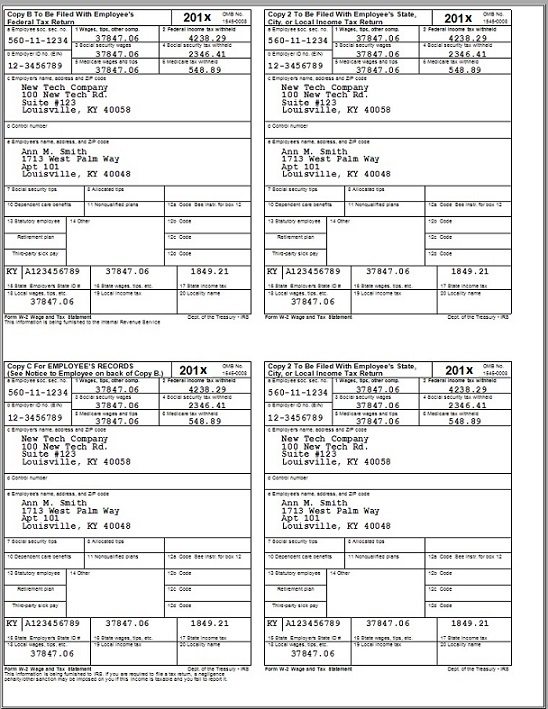 Copy B To Be Filed With Employee's
Federal Tax Return
201x
OMB No.
1545-0008
a Employee soc. sec. no.
560-11-1234
1 Wages, tips, other comp.
37847.06
2 Federal income tax withheld
4238.29
3 Social security wages
37847.06
4 Social security tax withheld
2346.41
b Employer ID no. (EIN)
12-3456789
5 Medicare wages and tips
37847.06
6 Medicare tax withheld
548.89
c Employer's name, address, and ZIP code
New Tech Company
100 New Tech Rd.
Suite #123
Louisville, KY 40058
d Control number
e Employee's name, address, and ZIP code
Ann M. Smith
1713 West Palm Way
Apt 101
Louisville, KY 40048
7 Social security tips
8 Allocated tips
10 Dependent care benefits
11 Nonqualified plans
12a Code See instr. for box 12
13 Statutory employee
14 Other
12b Code
Retirement plan
12c Code
Third-party sick pay
12d Code
KY A123456789 37847.06 1849.21
15 State Employer's State ID #
16 State wages, tips, etc.
17 State income tax
18 Local wages, tips, etc.
37847.06
19 Local income tax
20 Locality name
Form W-2 Wage and Tax Statement
Dept. of the Treasury - IRS
This information is being furnished to the Internal Revenue Service
Copy 2 To Be Filed With Employee's State,
City, or Local Income Tax Return
201x
OMB No.
1545-0008
a Employee soc. sec. no.
560-11-1234
1 Wages, tips, other comp.
37847.06
2 Federal income tax withheld
4238.29
3 Social security wages
37847.06
4 Social security tax withheld
2346.41
b Employer ID no. (EIN)
12-3456789
5 Medicare wages and tips
37847.06
6 Medicare tax withheld
548.89
c Employer's name, address, and ZIP code
New Tech Company
100 New Tech Rd.
Suite #123
Louisville, KY 40058
d Control number
e Employee's name, address, and ZIP code
Ann M. Smith
1713 West Palm Way
Apt 101
Louisville, KY 40048
7 Social security tips
8 Allocated tips
10 Dependent care benefits
11 Nonqualified plans
12a Code See instr. for box 12
13 Statutory employee
14 Other
12b Code
Retirement plan
12c Code
Third-party sick pay
12d Code
KY A123456789 37847.06 1849.21
15 State Employer's State ID #
16 State wages, tips, etc.
17 State income tax
18 Local wages, tips, etc.
37847.06
19 Local income tax
20 Locality name
Form W-2 Wage and Tax Statement
Dept. of the Treasury - IRS
Copy C For EMPLOYEE'S RECORDS
(See Notice to Employee on back of Copy B.)
201x
OMB No.
1545-0008
a Employee soc. sec. no.
560-11-1234
1 Wages, tips, other comp.
37847.06
2 Federal income tax withheld
4238.29
3 Social security wages
37847.06
4 Social security tax withheld
2346.41
b Employer ID no. (EIN)
12-3456789
5 Medicare wages and tips
37847.06
6 Medicare tax withheld
548.89
c Employer's name, address, and ZIP code
New Tech Company
100 New Tech Rd.
Suite #123
Louisville, KY 40058
d Control number
e Employee's name, address, and ZIP code
Ann M. Smith
1713 West Palm Way
Apt 101
Louisville, KY 40048
7 Social security tips
8 Allocated tips
10 Dependent care benefits
11 Nonqualified plans
12a Code See instr. for box 12
13 Statutory employee
14 Other
12b Code
Retirement plan
12c Code
Third-party sick pay
12d Code
KY A123456789 37847.06 1849.21
15 State Employer's State ID #
16 State wages, tips, etc.
17 State income tax
18 Local wages, tips, etc.
37847.06
19 Local income tax
20 Locality name
Form W-2 Wage and Tax Statement
Dept. of the Treasury - IRS
This information is being furnished to IRS. If you are required to file a tax return, a negligence
penalty/other sanction may be imposed on you if this income is taxable and you fail to report it.
Copy 2 To Be Filed With Employee's State,
City, or Local Income Tax Return
201x
OMB No.
1545-0008
a Employee soc. sec. no.
560-11-1234
1 Wages, tips, other comp.
37847.06
2 Federal income tax withheld
4238.29
3 Social security wages
37847.06
4 Social security tax withheld
2346.41
b Employer ID no. (EIN)
12-3456789
5 Medicare wages and tips
37847.06
6 Medicare tax withheld
548.89
c Employer's name, address, and ZIP code
New Tech Company
100 New Tech Rd.
Suite #123
Louisville, KY 40058
d Control number
e Employee's name, address, and ZIP code
Ann M. Smith
1713 West Palm Way
Apt 101
Louisville, KY 40048
7 Social security tips
8 Allocated tips
10 Dependent care benefits
11 Nonqualified plans
12a Code See instr. for box 12
13 Statutory employee
14 Other
12b Code
Retirement plan
12c Code
Third-party sick pay
12d Code
KY A123456789 37847.06 1849.21
15 State Employer's State ID #
16 State wages, tips, etc.
17 State income tax
18 Local wages, tips, etc.
37847.06
19 Local income tax
20 Locality name
Form W-2 Wage and Tax Statement
Dept. of the Treasury - IRS